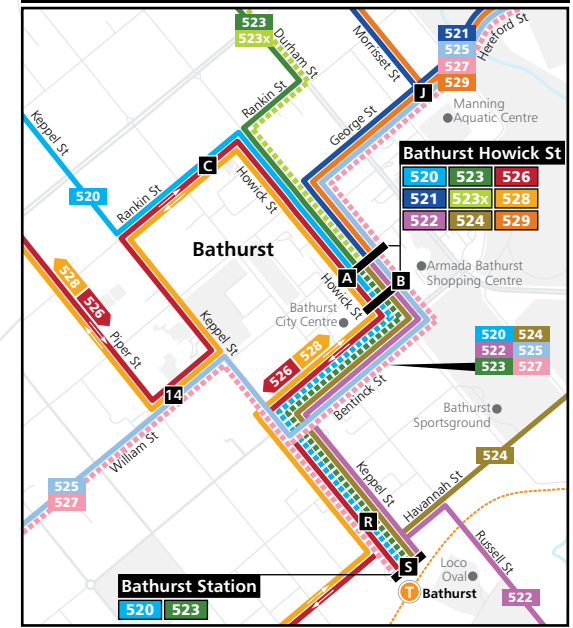 523
523x
Durham St
Rankin St
Morrisset St
521
525
527
529
Hereford St
J
Manning
Aquatic Centre
George St
Keppel St
C
520
Rankin St
Howick St
Bathurst Howick St
520 523 526
521 523x 528
522 524 529
Bathurst
A
B
Armada Bathurst
Shopping Centre
Howick St
Bathurst
City Centre
528
526
Piper St
Keppel St
526
528
520 524
522 525
523 527
Bentinck St
14
William St
Bathurst
Sportsground
524
525
527
Keppel St
Havannah St
R
S
Russell St
Loco
Oval
T Bathurst
522
Bathurst Station
520 523